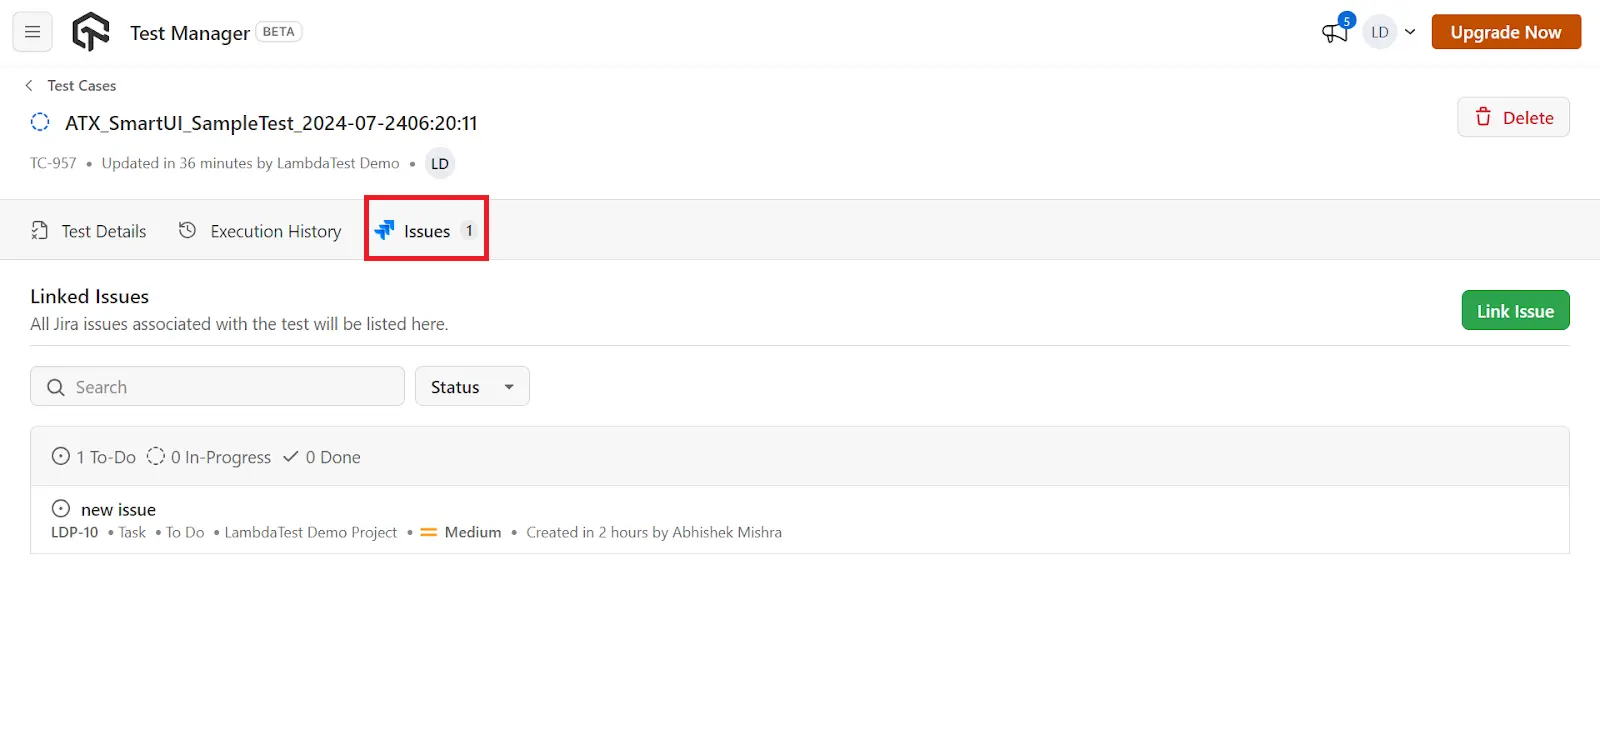 Test Manager BETA 5 LD Upgrade Now
Test Cases
ATX_SmartUI_SampleTest_2024-07-2406:20:11 Delete
TC-957 • Updated in 36 minutes by LambdaTest Demo • LD
Test Details Execution History Issues 1
Linked Issues
All Jira issues associated with the test will be listed here.
Link Issue
Search Status
1 To-Do 0 In-Progress 0 Done
new issue
LDP-10 • Task • To Do • LambdaTest Demo Project • Medium • Created in 2 hours by Abhishek Mishra